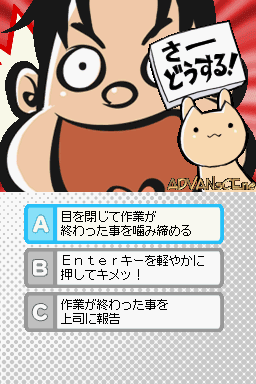 さー
どうする!
ADVANsCEne
A
目を閉じて作業が
終わった事を噛み締める
B
Ｅｎｔｅｒキーを軽やかに
押してキメッ！
C
作業が終わった事を
上司に報告